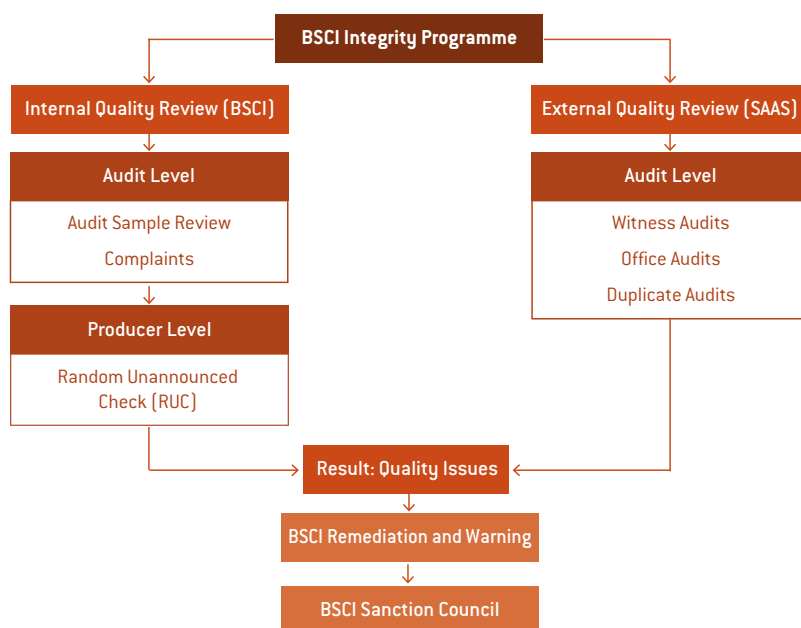 BSCI Integrity Programme
Internal Quality Review (BSCI)
External Quality Review (SAAS)
Audit Level
Audit Sample Review
Complaints
Audit Level
Witness Audits
Office Audits
Duplicate Audits
Producer Level
Random Unannounced
Check (RUC)
Result: Quality Issues
BSCI Remediation and Warning
BSCI Sanction Council